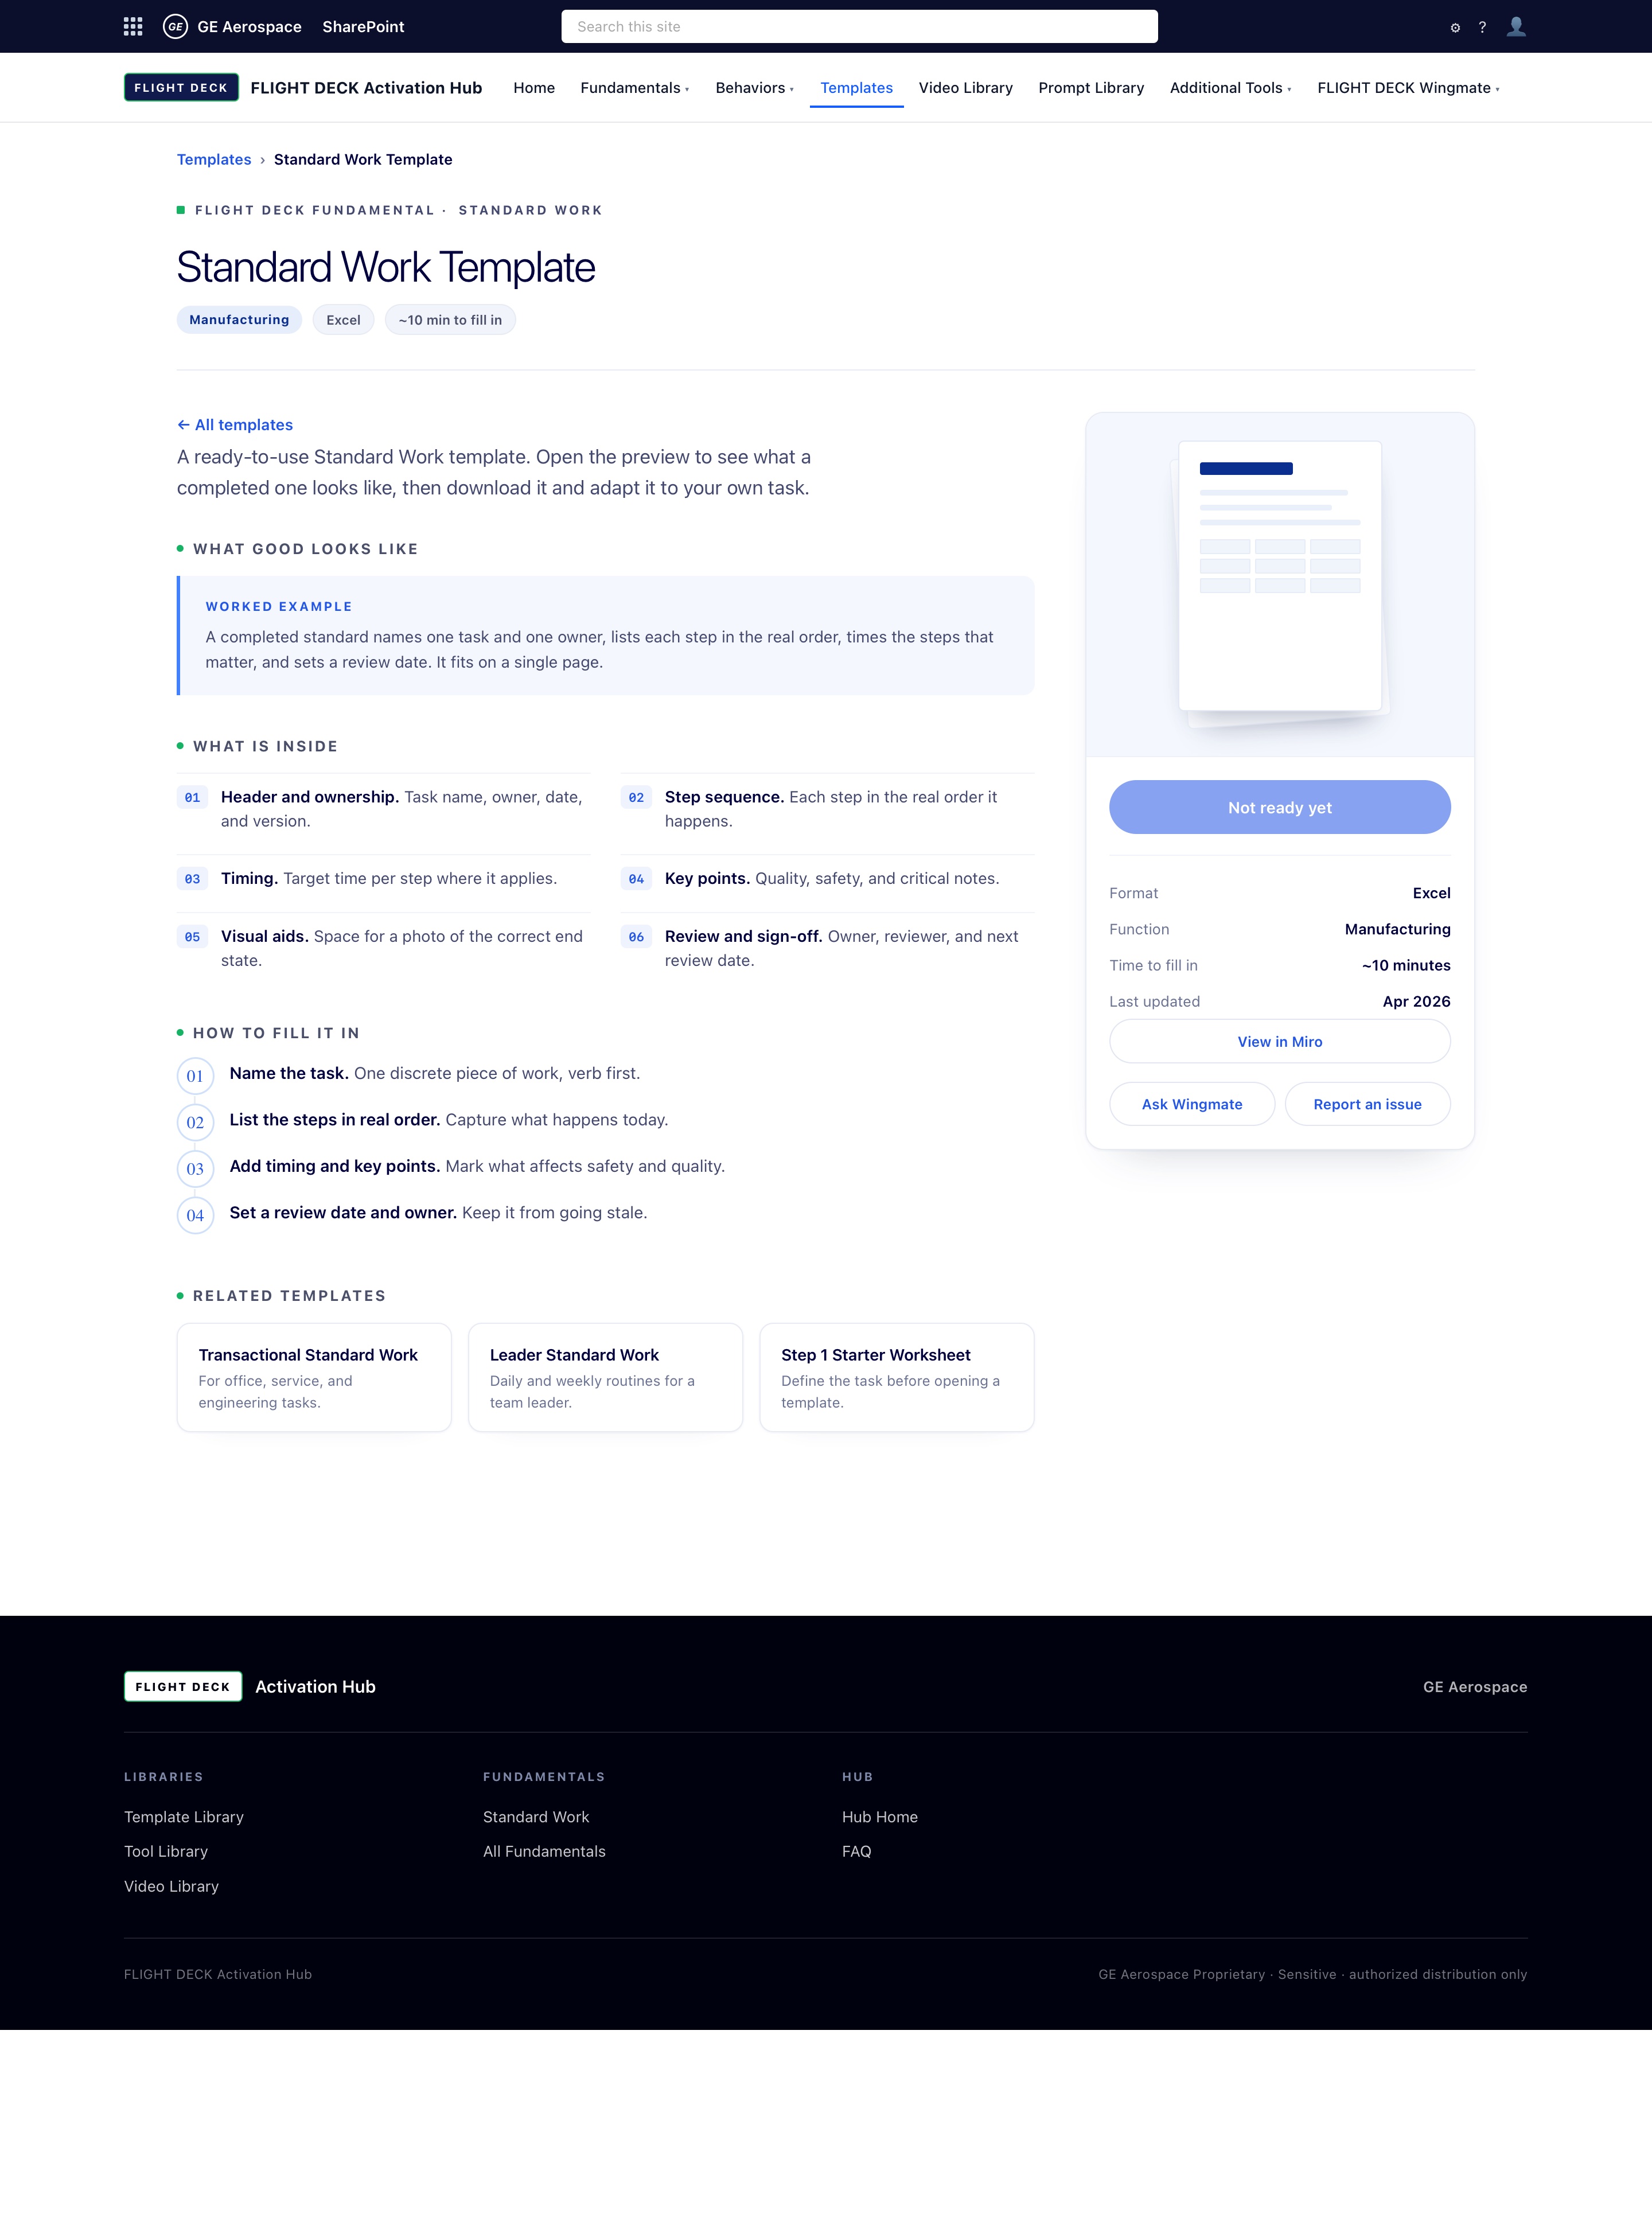 GE GE Aerospace SharePoint Search this site ?
FLIGHT DECK FLIGHT DECK Activation Hub Home Fundamentals Behaviors Templates Video Library Prompt Library Additional Tools FLIGHT DECK Wingmate
Templates › Standard Work Template
FLIGHT DECK FUNDAMENTAL · STANDARD WORK
Standard Work Template
Manufacturing Excel ~10 min to fill in
← All templates
A ready-to-use Standard Work template. Open the preview to see what a
completed one looks like, then download it and adapt it to your own task.
WHAT GOOD LOOKS LIKE
WORKED EXAMPLE
A completed standard names one task and one owner, lists each step in the real order, times the steps that
matter, and sets a review date. It fits on a single page.
WHAT IS INSIDE
01 Header and ownership. Task name, owner, date,
and version.
02 Step sequence. Each step in the real order it
happens.
03 Timing. Target time per step where it applies.
04 Key points. Quality, safety, and critical notes.
05 Visual aids. Space for a photo of the correct end
state.
06 Review and sign-off. Owner, reviewer, and next
review date.
HOW TO FILL IT IN
01 Name the task. One discrete piece of work, verb first.
02 List the steps in real order. Capture what happens today.
03 Add timing and key points. Mark what affects safety and quality.
04 Set a review date and owner. Keep it from going stale.
RELATED TEMPLATES
Transactional Standard Work
For office, service, and
engineering tasks.
Leader Standard Work
Daily and weekly routines for a
team leader.
Step 1 Starter Worksheet
Define the task before opening a
template.
Not ready yet
Format Excel
Function Manufacturing
Time to fill in ~10 minutes
Last updated Apr 2026
View in Miro
Ask Wingmate Report an issue
FLIGHT DECK Activation Hub GE Aerospace
LIBRARIES
Template Library
Tool Library
Video Library
FUNDAMENTALS
Standard Work
All Fundamentals
HUB
Hub Home
FAQ
FLIGHT DECK Activation Hub GE Aerospace Proprietary · Sensitive · authorized distribution only